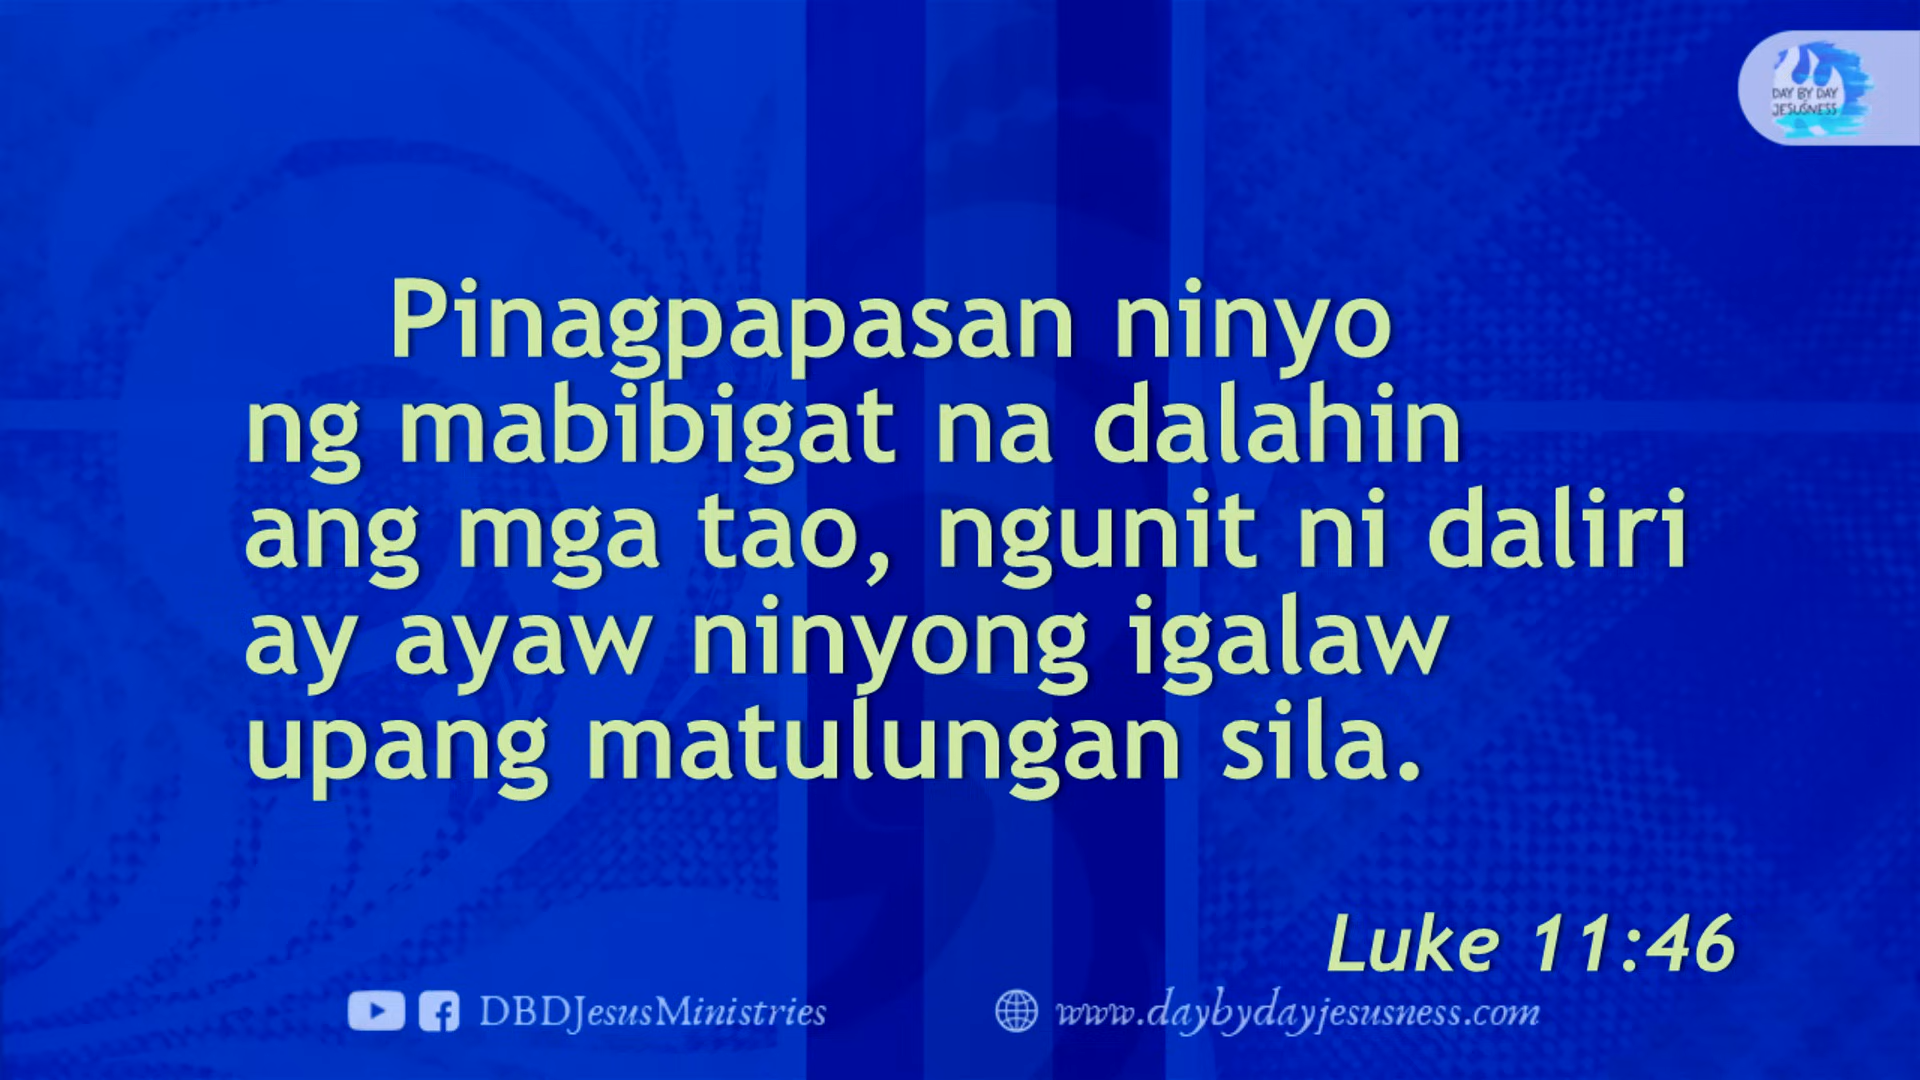 DAY BY DAY
JESUSNESS
Pinagpapasan ninyo
ng mabibigat na dalahin
ang mga tao, ngunit ni daliri
ay ayaw ninyong igalaw
upang matulungan sila.
Luke 11:46
DBDJesusMinistries
www.daybydayjesusness.com